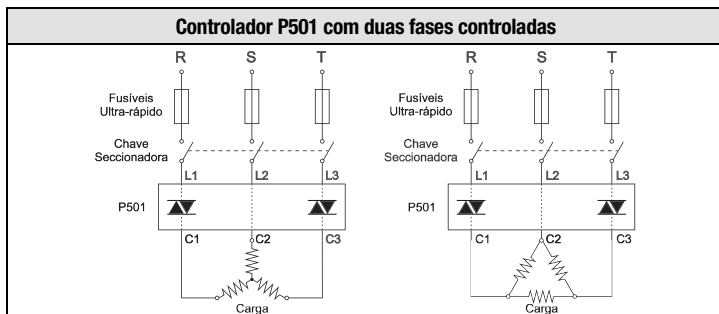 Controlador P501 com duas fases controladas
R S T
Fusíveis
Ultra-rápido
Chave
Seccionadora
L1 L2 L3
P501
C1 C2 C3
Carga
R S T
Fusíveis
Ultra-rápido
Chave
Seccionadora
L1 L2 L3
P501
C1 C2 C3
Carga